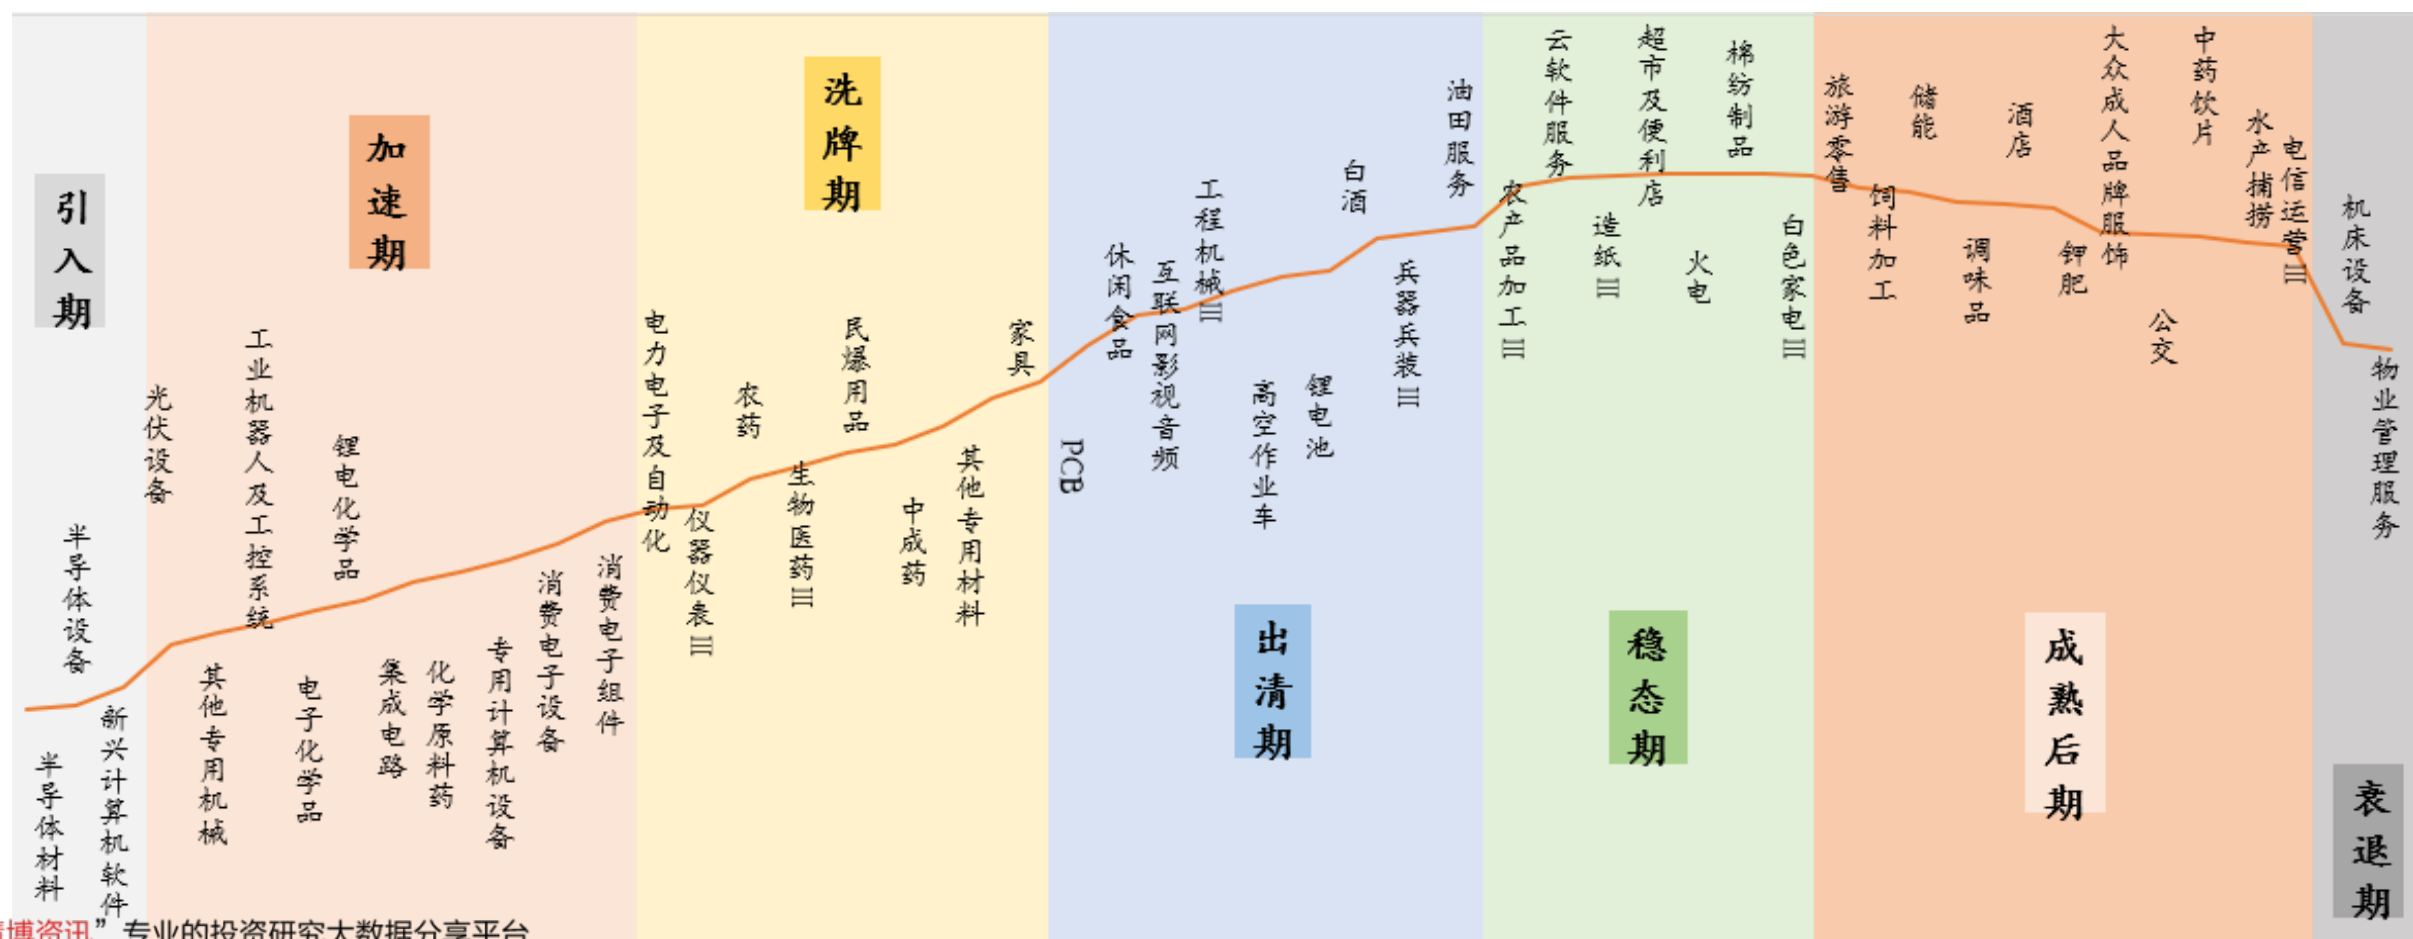 引入期
半导体材料
半导体设备
新兴计算机软件
加速期
光伏设备
其他专用机械
工业机器人及工控系统
电子化学品
锂电化学品
集成电路
化学原料药
专用计算机设备
消费电子设备
消费电子组件
洗牌期
电力电子及自动化
仪器仪表III
农药
生物医药III
民爆用品
中成药
其他专用材料
家具
出清期
PCB
休闲食品
互联网影视音频
工程机械III
高空作业车
锂电池
白酒
兵器兵装III
油田服务
稳态期
农产品加工III
云软件服务
造纸III
超市及便利店
火电
棉纺制品
白色家电III
成熟后期
旅游零售
饲料加工
储能
调味品
酒店
钾肥
大众成人品牌服饰
公交
中药饮片
水产捕捞
电信运营III
衰退期
机床设备
物业管理服务
博资讯”专业的投资研究大数据分享平台